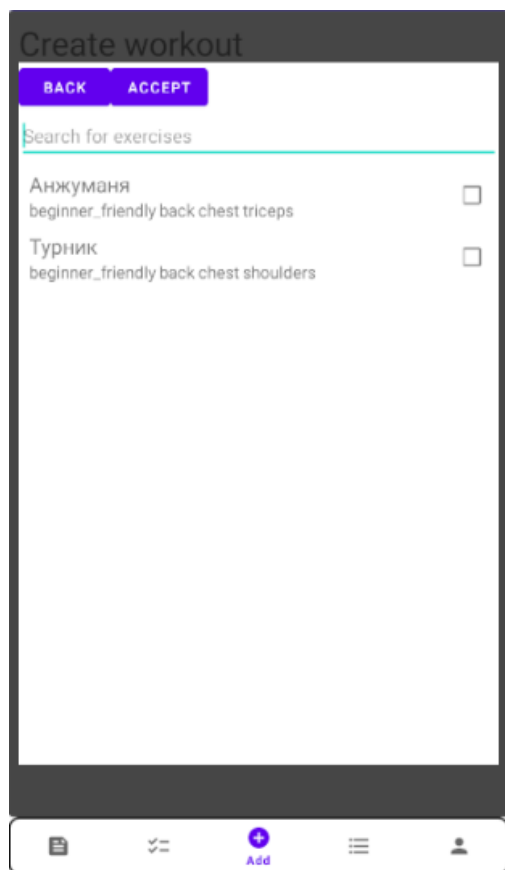 Create workout
BACK ACCEPT
Search for exercises
Анжуманя
beginner_friendly back chest triceps
Турник
beginner_friendly back chest shoulders
Add